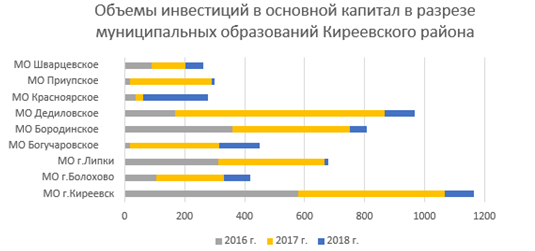 Объемы инвестиций в основной капитал в разрезе
муниципальных образований Киреевского района
МО Шварцевское
МО Приупское
МО Красноярское
МО Дедиловское
МО Бородинское
МО Богучаровское
МО г.Липки
МО г.Болохово
МО г.Киреевск
0 200 400 600 800 1000 1200
2016 г. 2017 г. 2018 г.